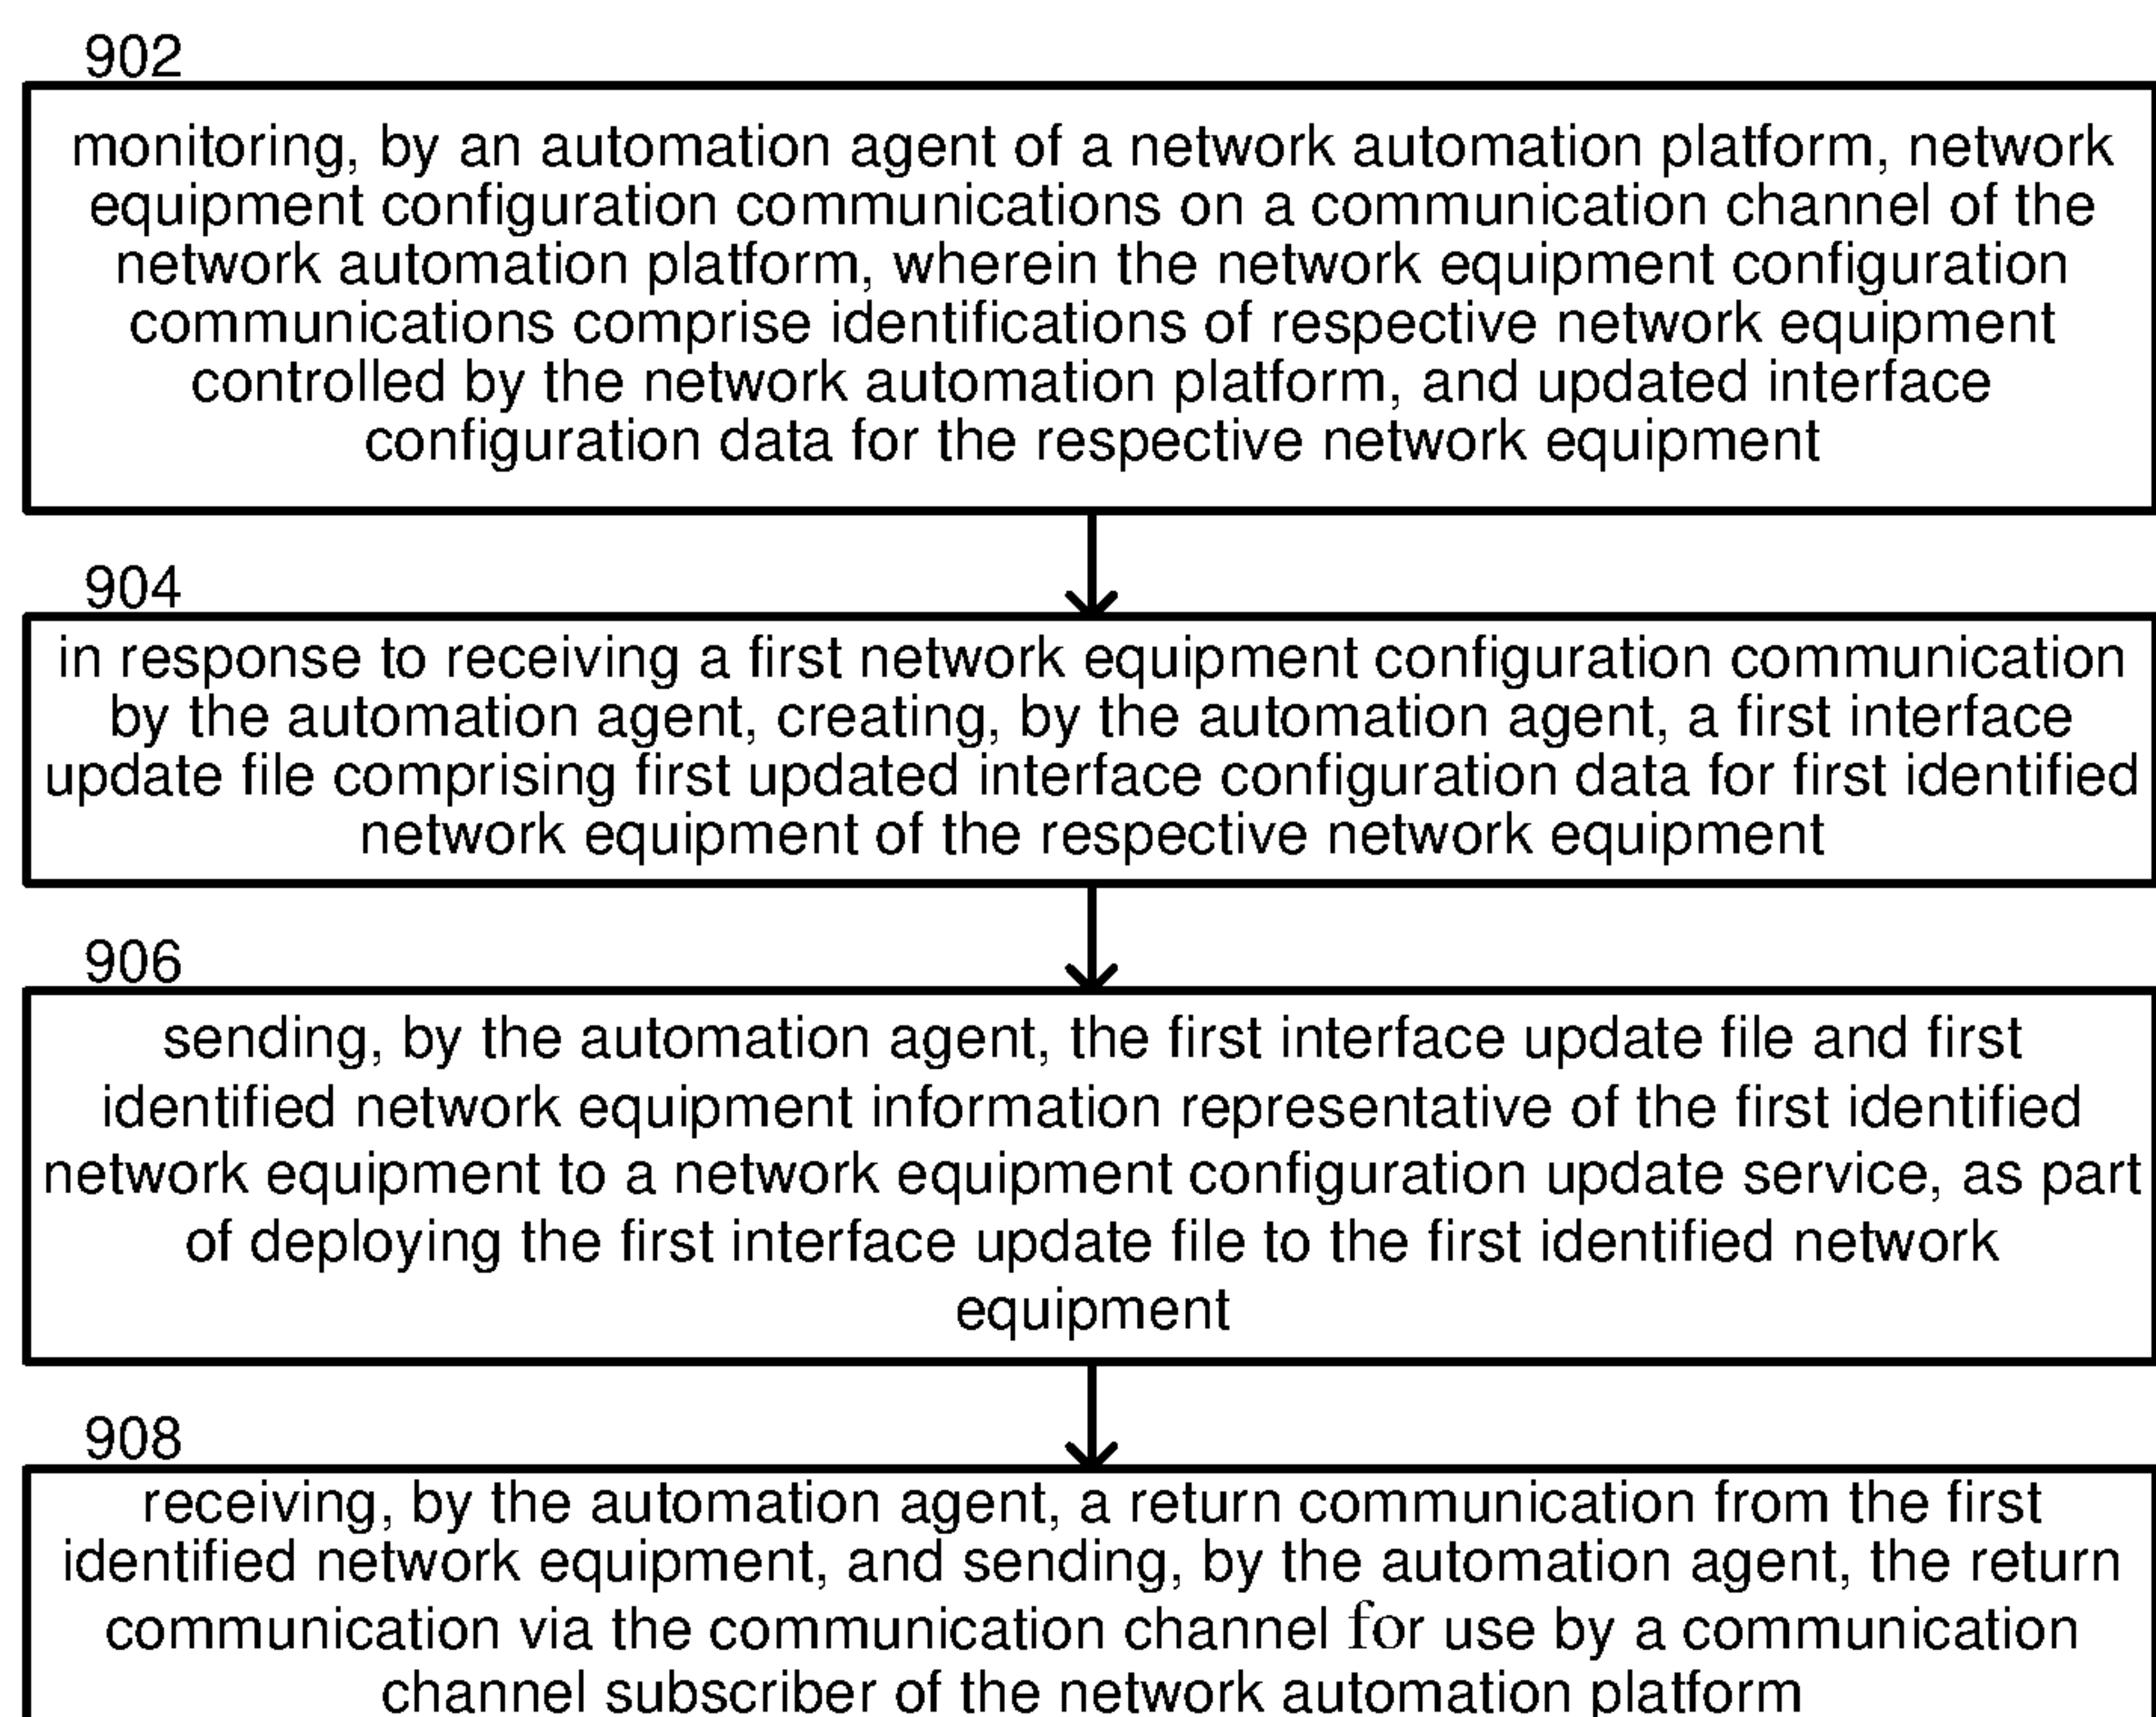 902
monitoring, by an automation agent of a network automation platform, network
equipment configuration communications on a communication channel of the
network automation platform, wherein the network equipment configuration
communications comprise identifications of respective network equipment
controlled by the network automation platform, and updated interface
configuration data for the respective network equipment
904
in response to receiving a first network equipment configuration communication
by the automation agent, creating, by the automation agent, a first interface
update file comprising first updated interface configuration data for first identified
network equipment of the respective network equipment
906
sending, by the automation agent, the first interface update file and first
identified network equipment information representative of the first identified
network equipment to a network equipment configuration update service, as part
of deploying the first interface update file to the first identified network
equipment
908
receiving, by the automation agent, a return communication from the first
identified network equipment, and sending, by the automation agent, the return
communication via the communication channel for use by a communication
channel subscriber of the network automation platform